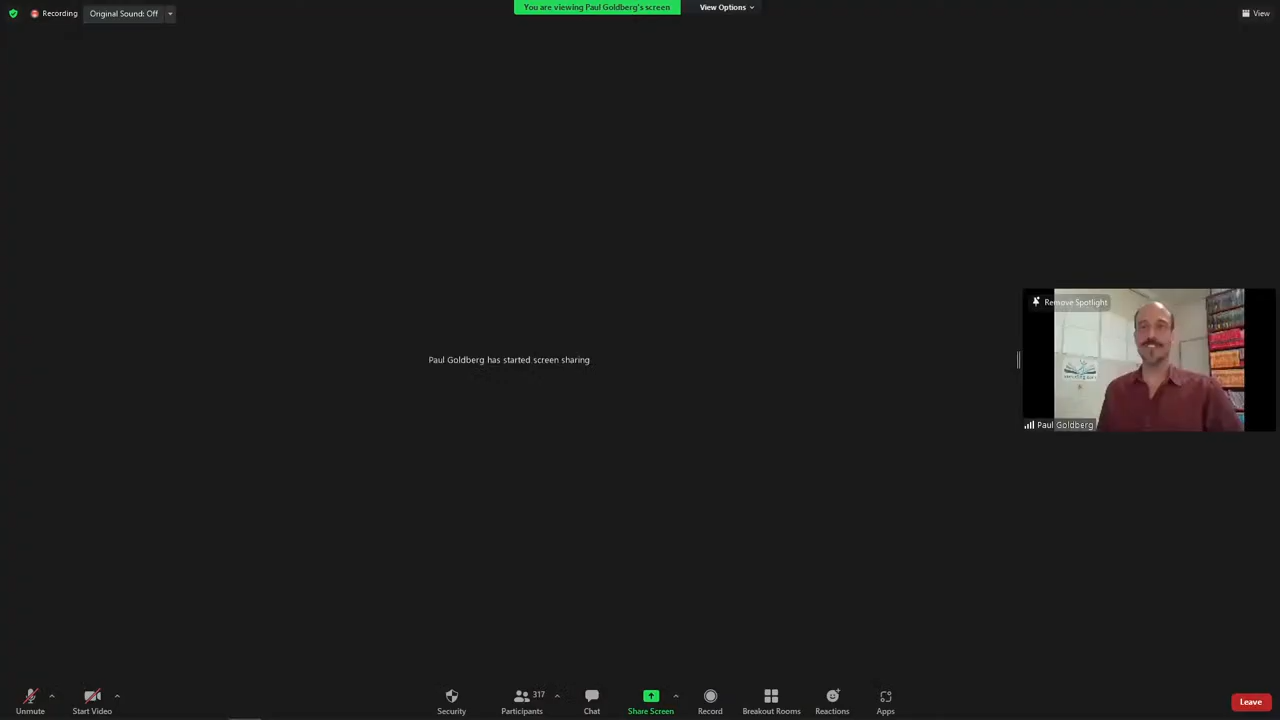 Recording
Original Sound: Off
You are viewing Paul Goldberg's screen
View Options
View
Paul Goldberg has started screen sharing
Remove Spotlight
Paul Goldberg
Unmute
Start Video
Security
317
Participants
Chat
Share Screen
Record
Breakout Rooms
Reactions
Apps
Leave